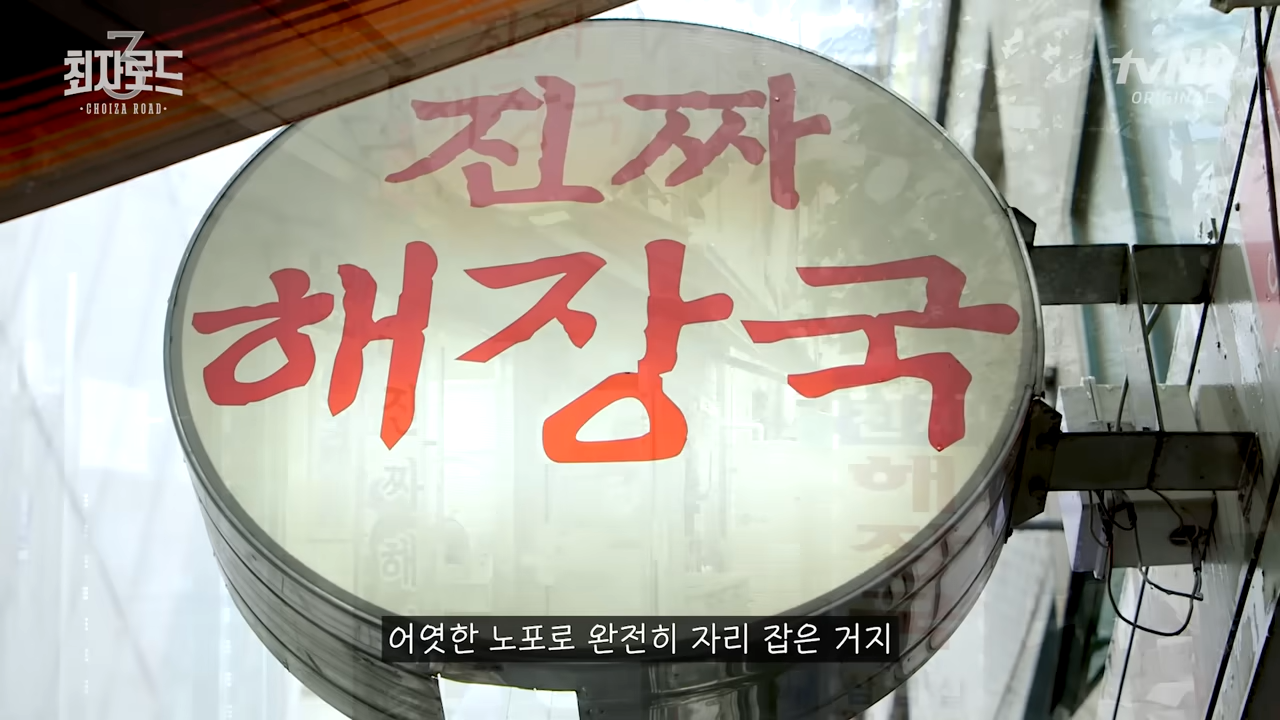 최자로드
3
·CHOIZA ROAD·
tvN D
ORIGINAL
진짜
해장국
어엿한 노포로 완전히 자리 잡은 거지